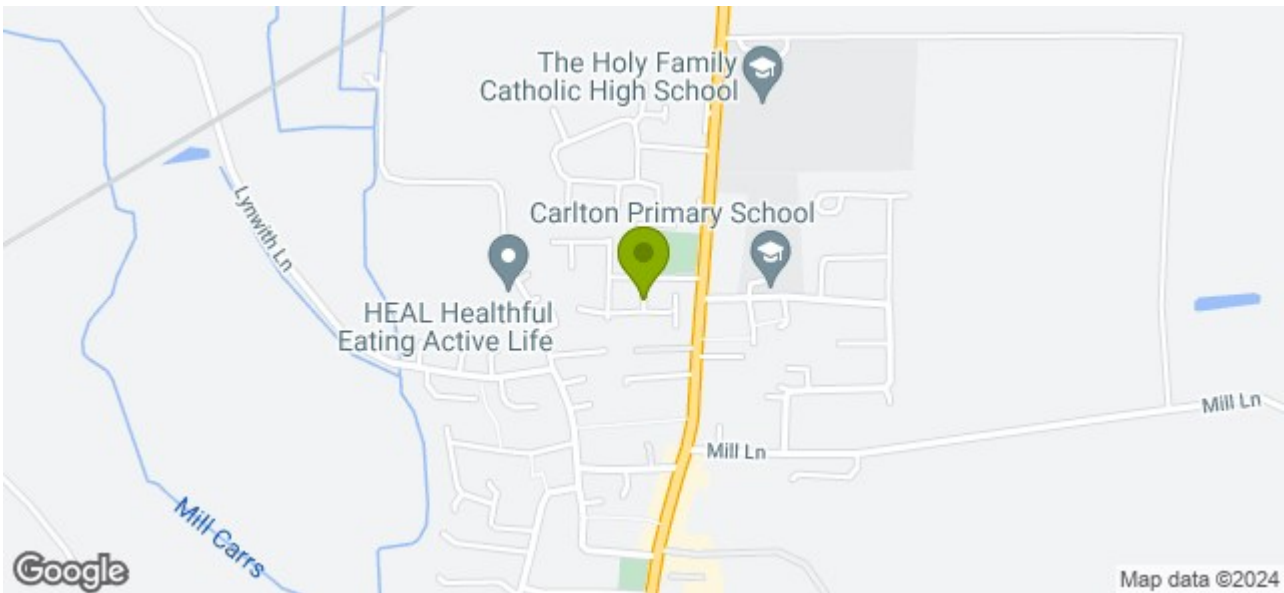 The Holy Family
Catholic High School
Lynwith Ln
Carlton Primary School
HEAL Healthful
Eating Active Life
Mill Ln
Mill Ln
Mill Carrs
Google
Map data ©2024